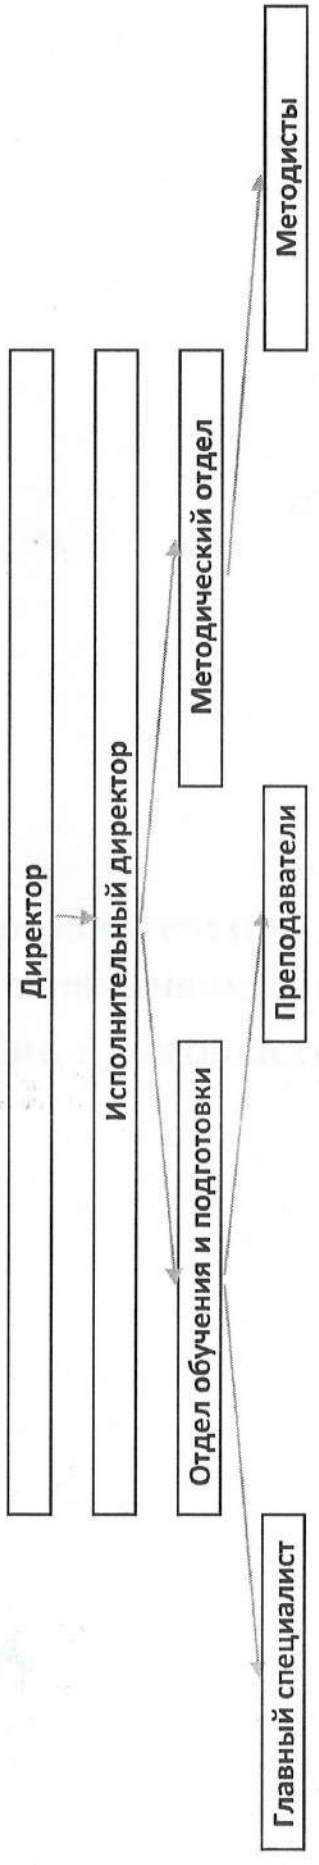 Директор
Исполнительный директор
Отдел обучения и подготовки
Методический отдел
Главный специалист
Преподаватели
Методисты